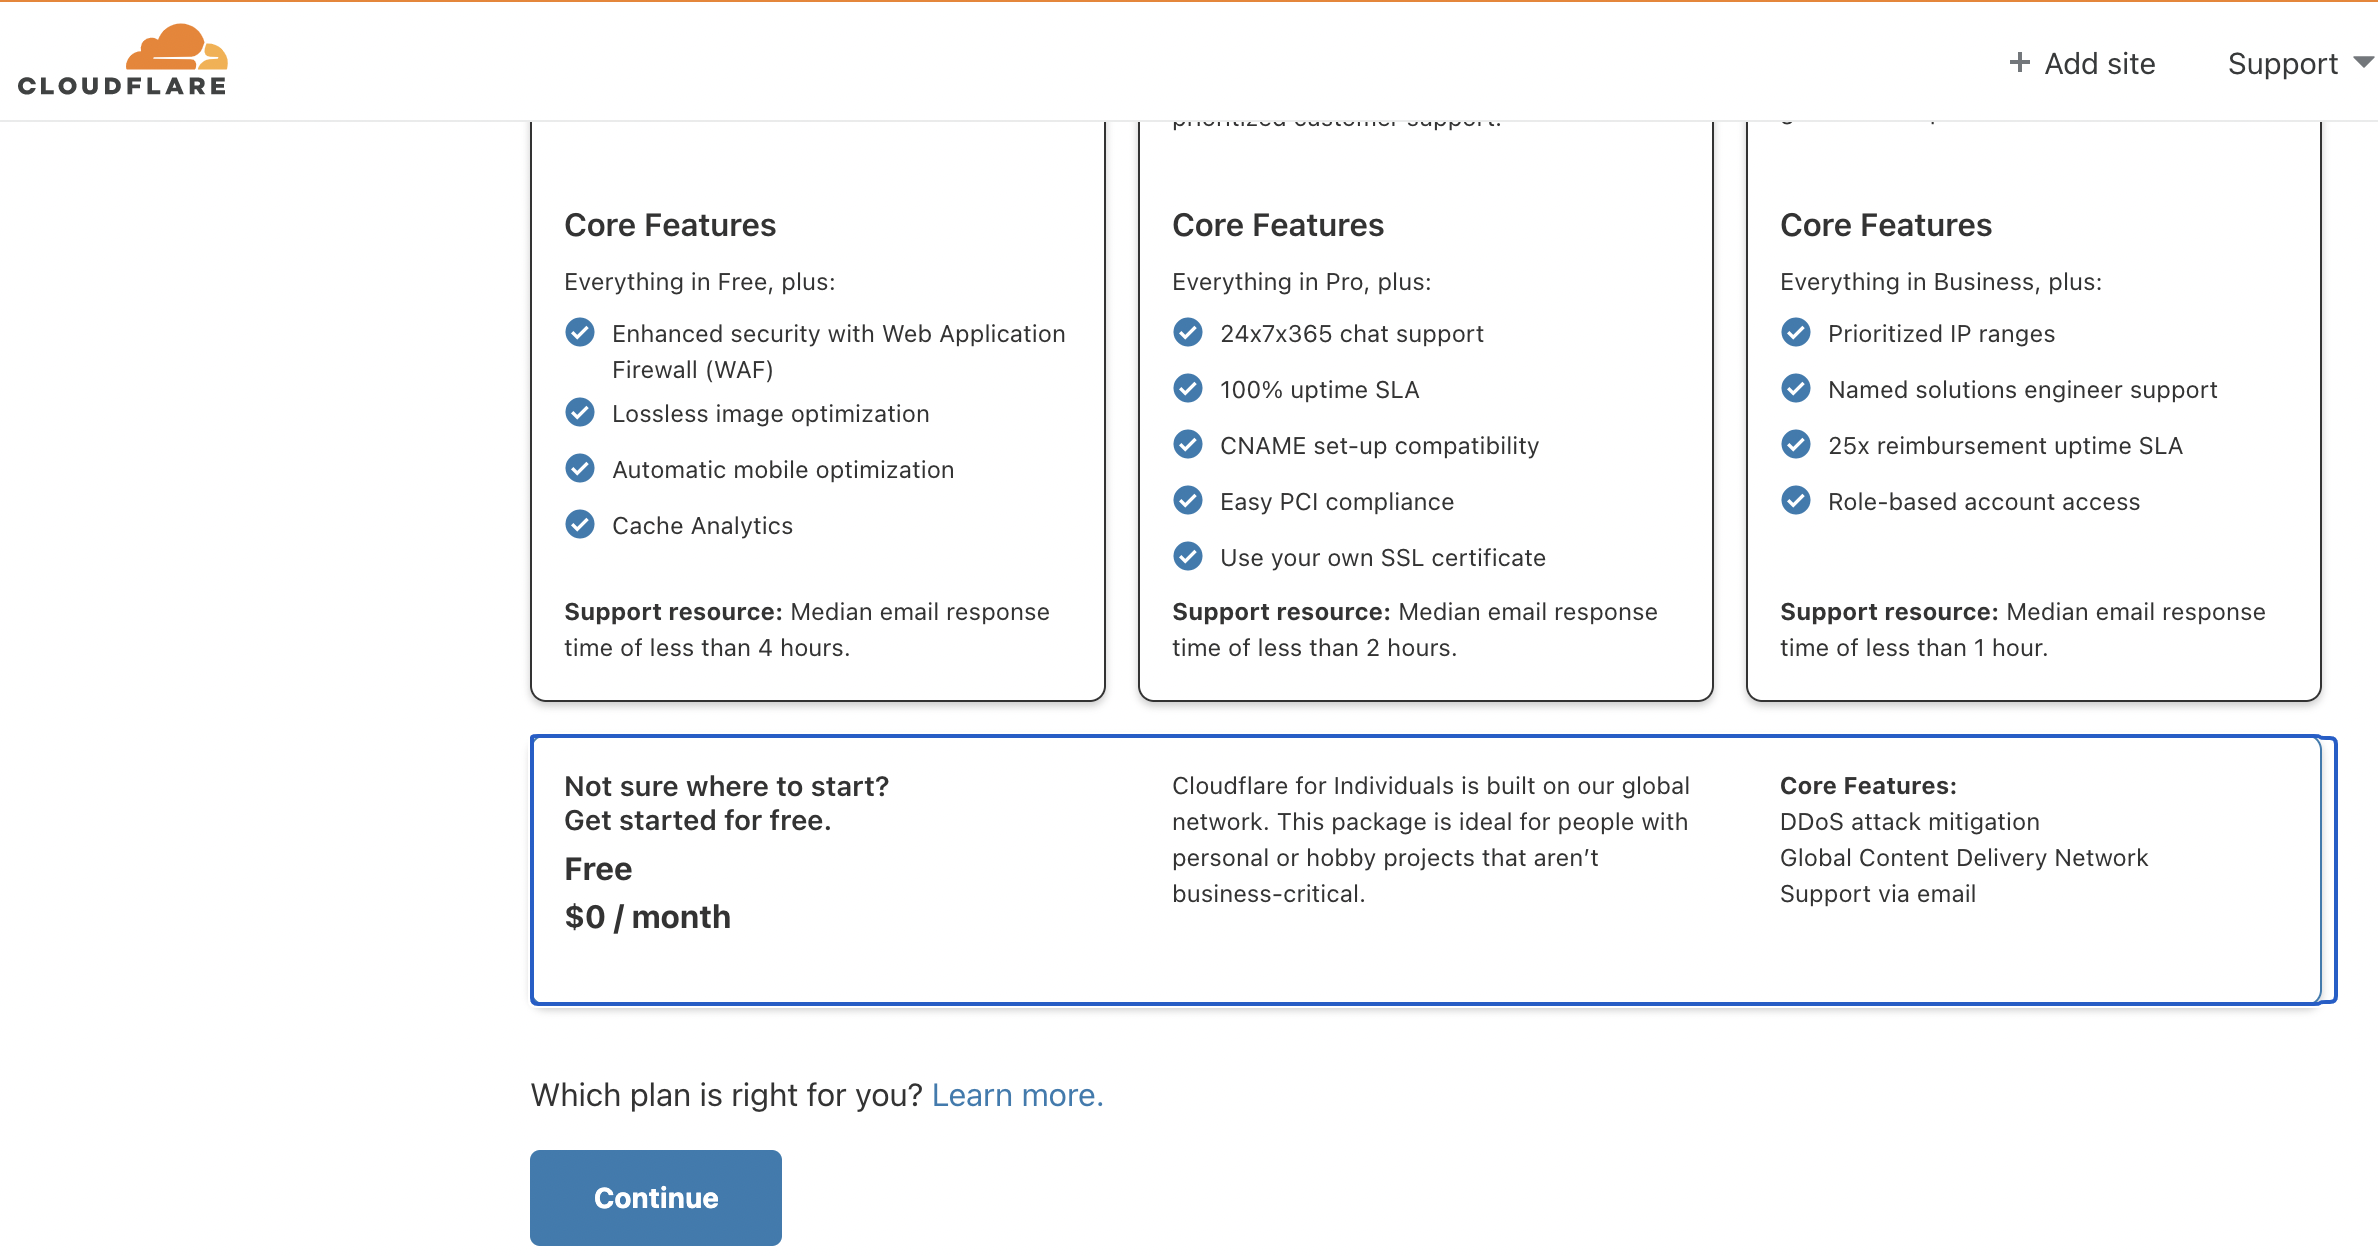 CLOUDFLARE
+ Add site
Support
prioritized customer support.
Core Features
Everything in Free, plus:
Enhanced security with Web Application
Firewall (WAF)
Lossless image optimization
Automatic mobile optimization
Cache Analytics
Support resource: Median email response
time of less than 4 hours.
Core Features
Everything in Pro, plus:
24x7x365 chat support
100% uptime SLA
CNAME set-up compatibility
Easy PCI compliance
Use your own SSL certificate
Support resource: Median email response
time of less than 2 hours.
Core Features
Everything in Business, plus:
Prioritized IP ranges
Named solutions engineer support
25x reimbursement uptime SLA
Role-based account access
Support resource: Median email response
time of less than 1 hour.
Not sure where to start?
Get started for free.
Free
$0 / month
Cloudflare for Individuals is built on our global
network. This package is ideal for people with
personal or hobby projects that aren’t
business-critical.
Core Features:
DDoS attack mitigation
Global Content Delivery Network
Support via email
Which plan is right for you? Learn more.
Continue